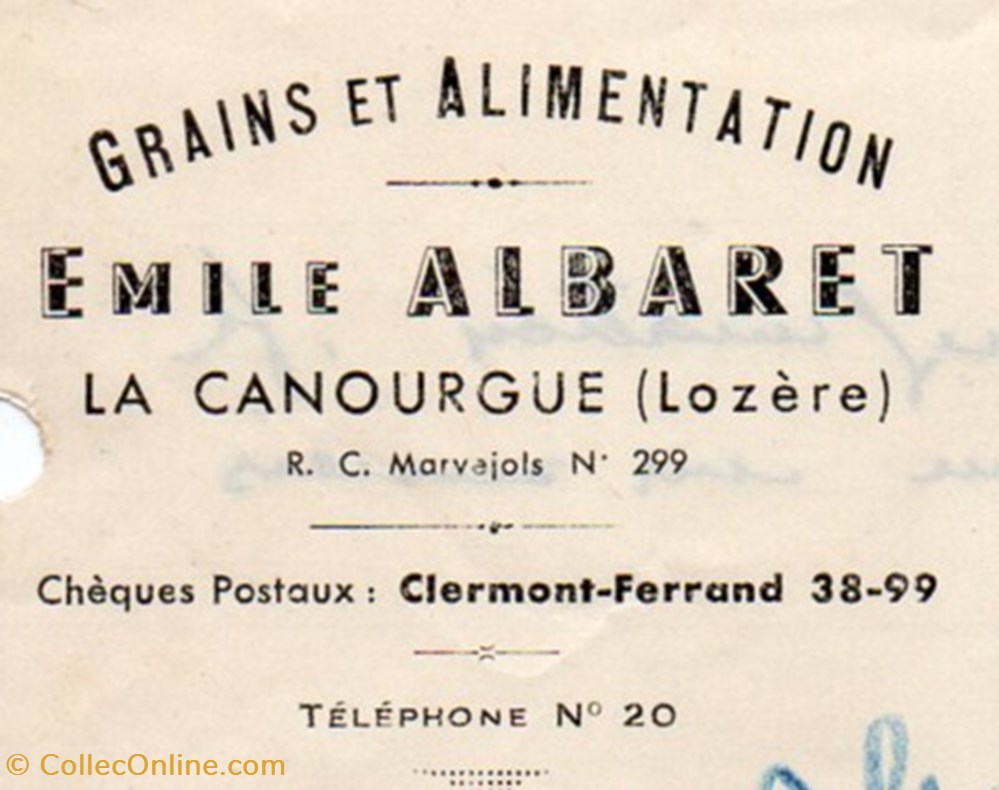 GRAINS ET ALIMENTATION
EMILE ALBARET
LA CANOURGUE (Lozère)
R. C. Marvejols N° 299
Chèques Postaux : Clermont-Ferrand 38-99
TÉLÉPHONE N° 20
© CollecOnline.com